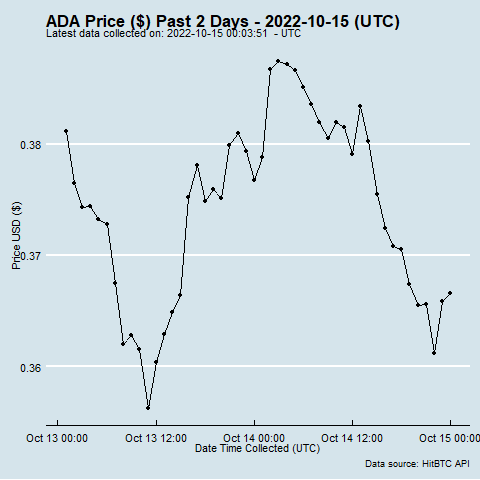 ADA Price ($) Past 2 Days - 2022-10-15 (UTC)
Latest data collected on: 2022-10-15 00:03:51 - UTC
0.38
0.37
0.36
Price USD ($)
Oct 13 00:00 Oct 13 12:00 Oct 14 00:00 Oct 14 12:00 Oct 15 00:00
Date Time Collected (UTC)
Data source: HitBTC API